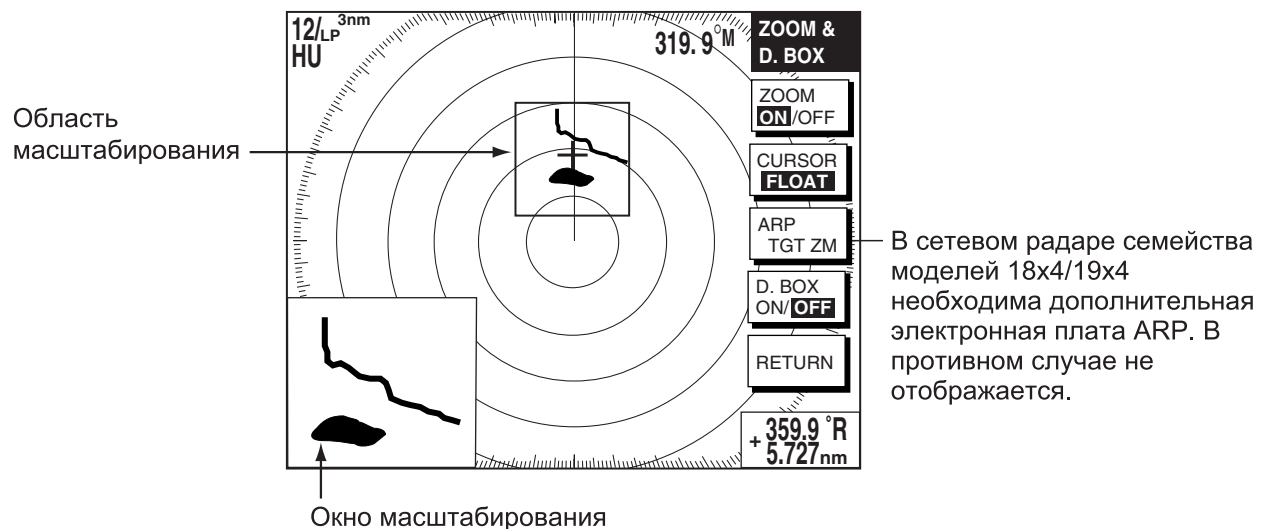 12/LP 3nm
HU
319.9°M
ZOOM &
D. BOX
ZOOM
ON/OFF
CURSOR
FLOAT
ARP
TGT ZM
D. BOX
ON/OFF
RETURN
+ 359.9 °R
5.727nm
Область
масштабирования
В сетевом радаре семейства
моделей 18x4/19x4
необходима дополнительная
электронная плата ARP. В
противном случае не
отображается.
Окно масштабирования